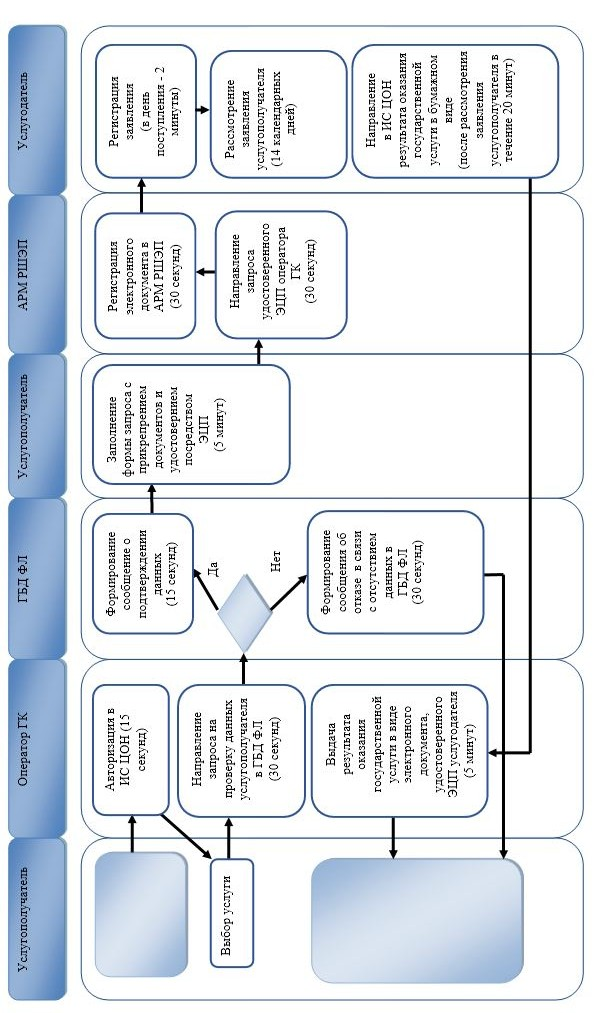 Услугополучатель
Оператор ГК
ГБД ФЛ
Услугополучатель
АРМ РШЭП
Услугодатель
Авторизация в
ИС ЦОН (15
секунд)
Выбор услуги
Направление
запроса на
проверку данных
услугополучателя
в ГБД ФЛ
(30 секунд)
Выдача
результата
оказания
государственной
услуги в виде
электронного
документа,
удостоверенного
ЭЦП услугодателя
(5 минут)
Формирование
сообщение о
подтверждении
данных
(15 секунд)
Да
Нет
Формирование
сообщения об
отказе в связи
с отсутствием
данных в
ГБД ФЛ
(30 секунд)
Заполнение
формы запроса с
прикрепрением
документов и
удостовернием
посредством
ЭЦП
(5 минут)
Регистрация
электронного
документа в
АРМ РШЭП
(30 секунд)
Направление
запроса
удостоверенного
ЭЦП оператора
ГК
(30 секунд)
Регистрация
заявления
(в день
поступления - 2
минуты)
Рассмотрение
заявления
услугополучателя
(14 календарных
дней)
Направление
в ИС ЦОН
результата оказания
государственной
услуги в бумажном
виде
(после рассмотрения
заявления
услугополучателя в
течение 20 минут)